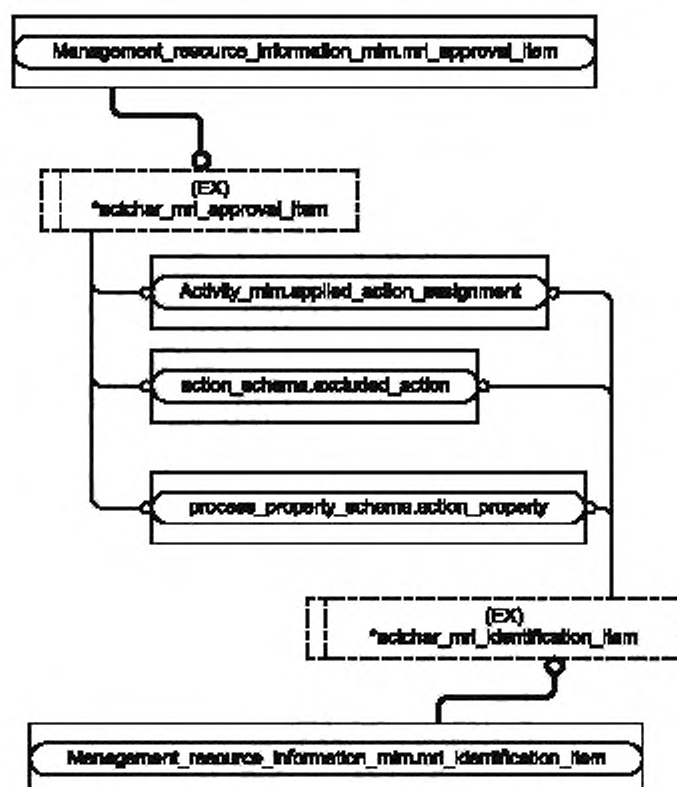 Management_resource_information_mim.mri_approval_item
(EX)
*actchar_mri_approval_item
Activity_mim.applied_action_assignment
action_schema.excluded_action
process_property_schema.action_property
(EX)
*actchar_mri_identification_item
Management_resource_information_mim.mri_identification_item